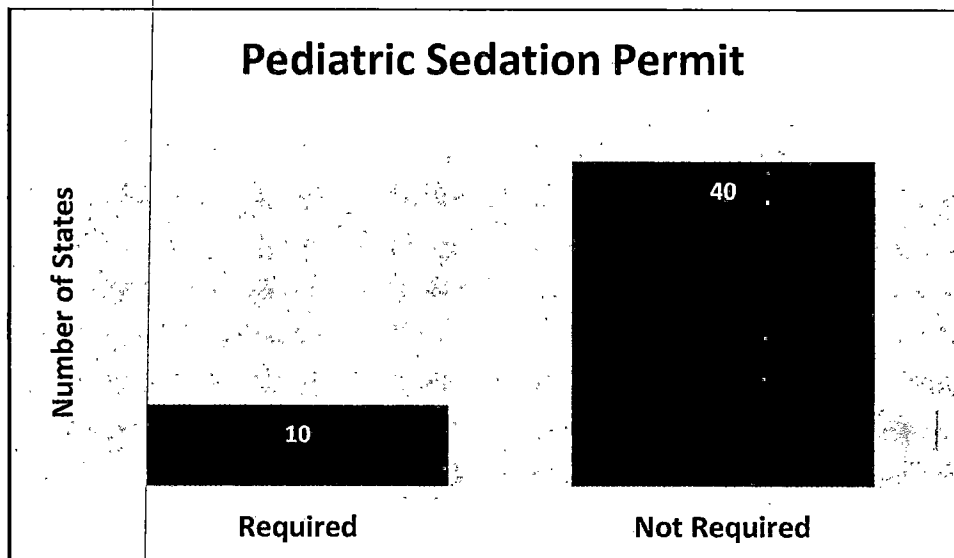 Pediatric Sedation Permit
Number of States
40
10
Required
Not Required